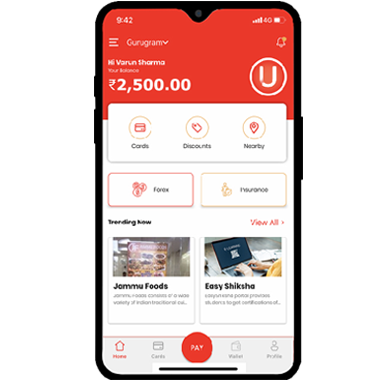 9:42
4G
Gurugram
Hi Varun Sharma
Your Balance
₹2,500.00
U
Cards
Discounts
Nearby
Forex
Insurance
Trending Now
View All >
Jammu Foods
Easy Shiksha
Jammu Foods consists of a wide
variety of Indian traditional cui...
Easyshiksha portal provides
students to get certifications of...
Home
Cards
PAY
Wallet
Profile